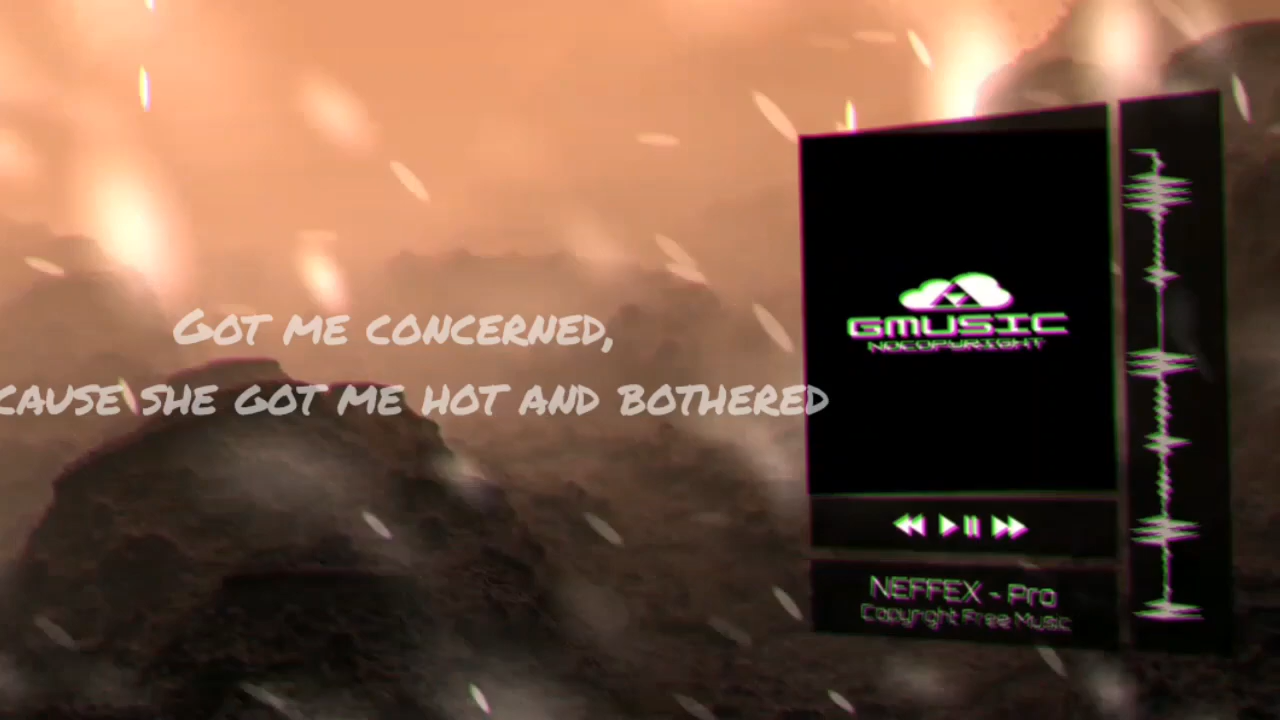 GOT ME CONCERNED,
CAUSE SHE GOT ME HOT AND BOTHERED
GMUSIC
NOCOPYRIGHT
NEFFEX - Pro
Copyright Free Music